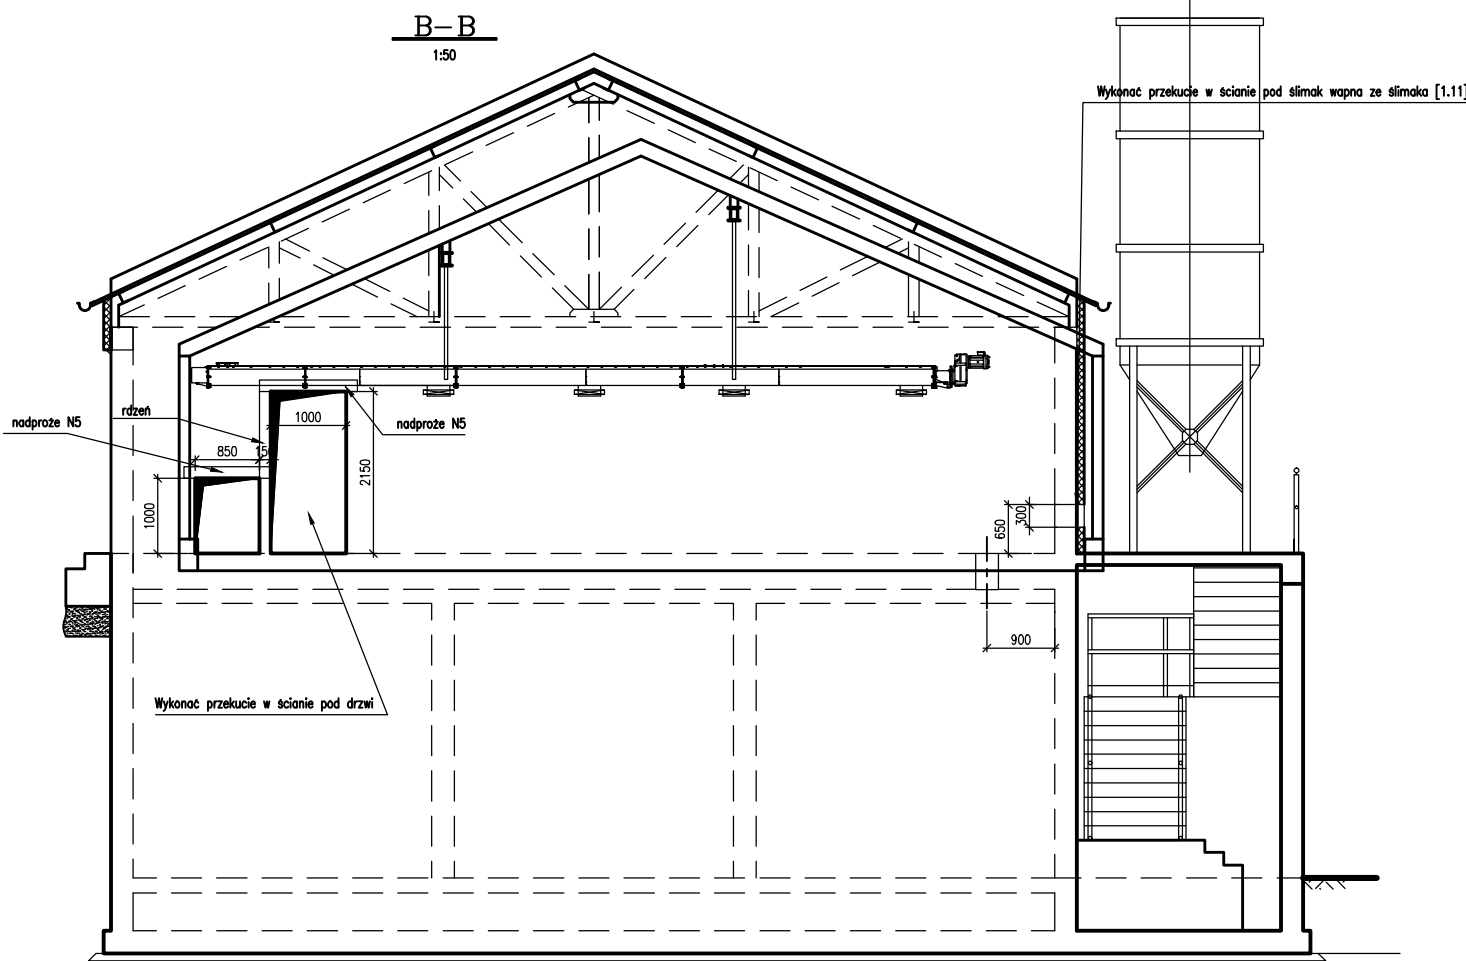 B-B
1:50
Wykonać przekucie w ścianie pod ślimak wapna ze ślimaka [1.11]
nadproże N5
rdzeń
1000
nadproże N5
850
150
2150
1000
650
300
900
Wykonać przekucie w ścianie pod drzwi